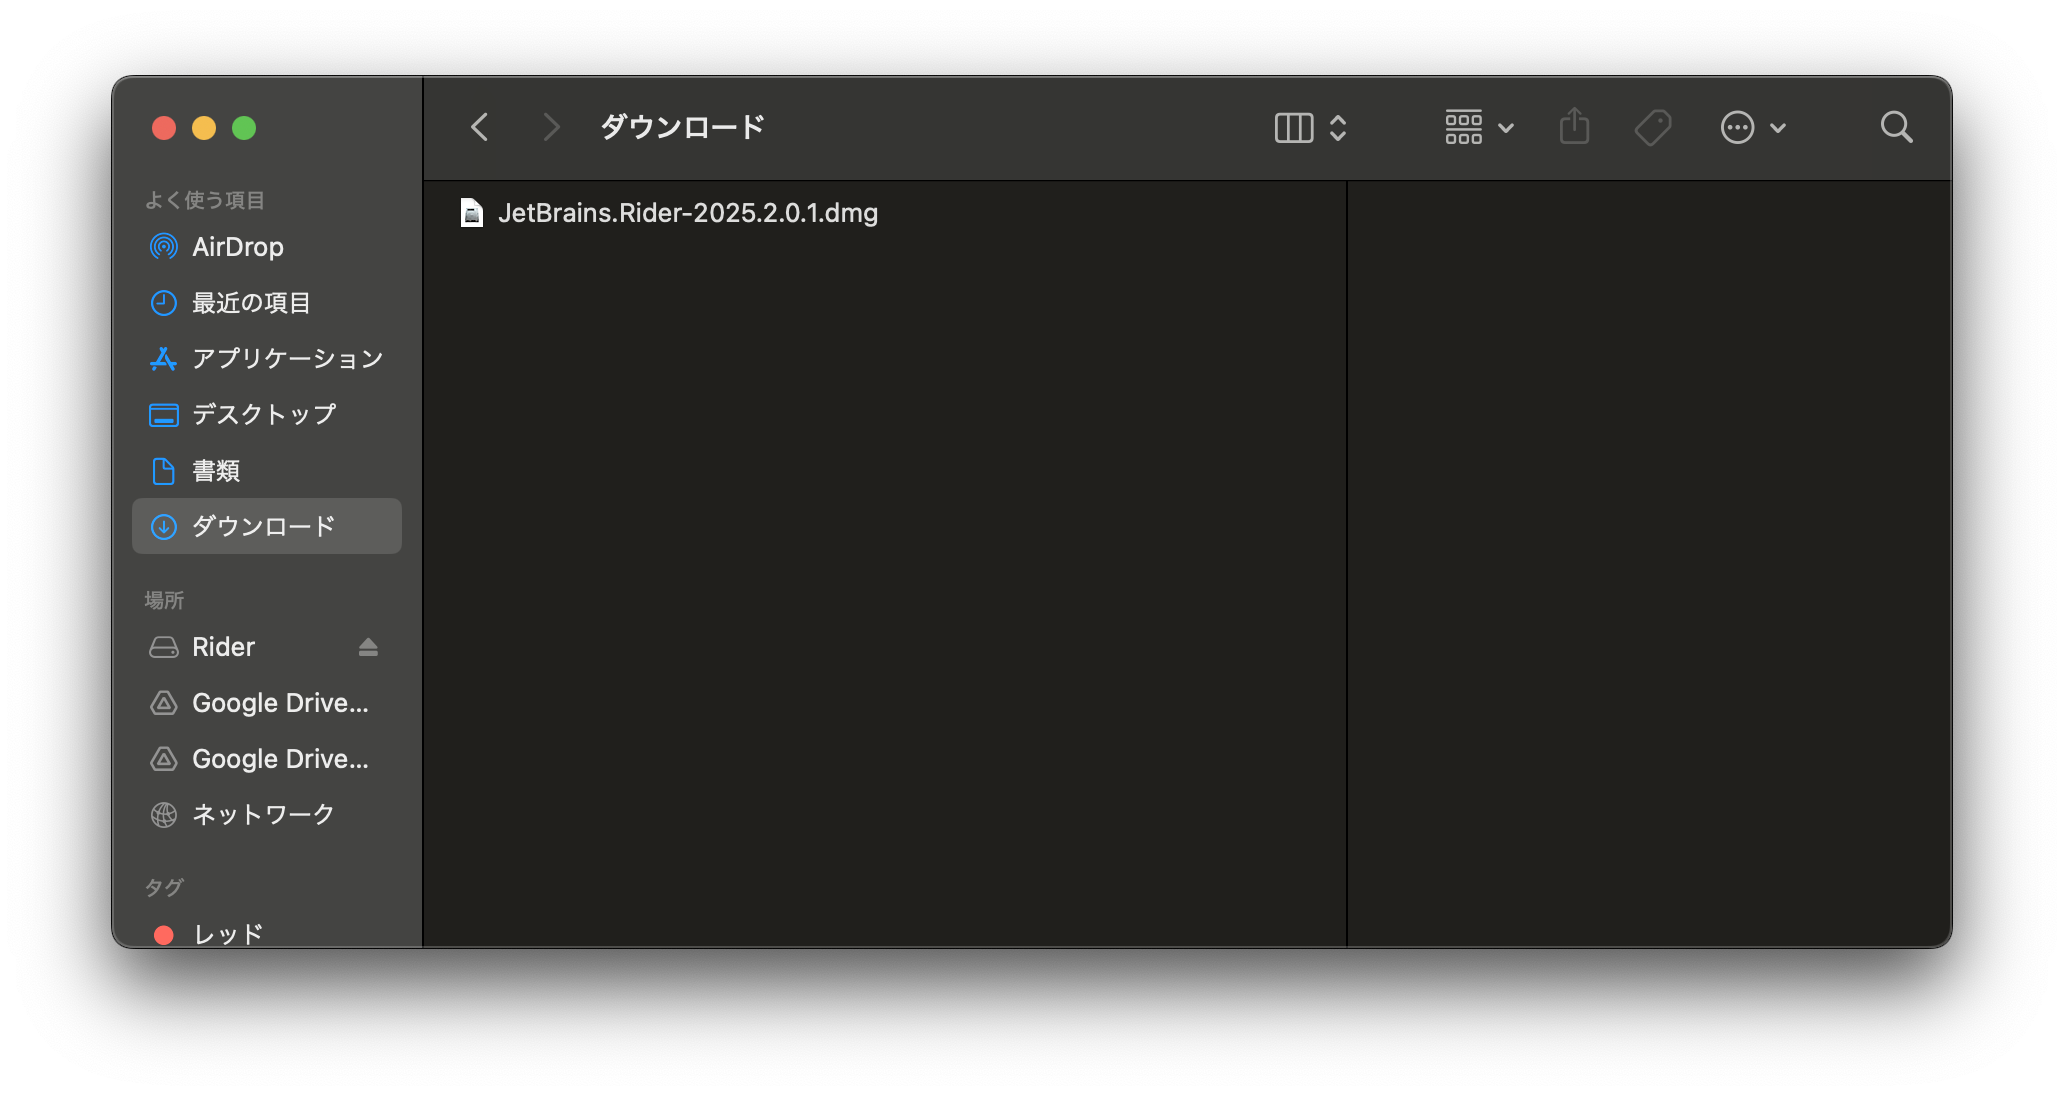 ダウンロード
よく使う項目
AirDrop
最近の項目
アプリケーション
デスクトップ
書類
ダウンロード
場所
Rider
Google Drive...
Google Drive...
ネットワーク
タグ
レッド
JetBrains.Rider-2025.2.0.1.dmg